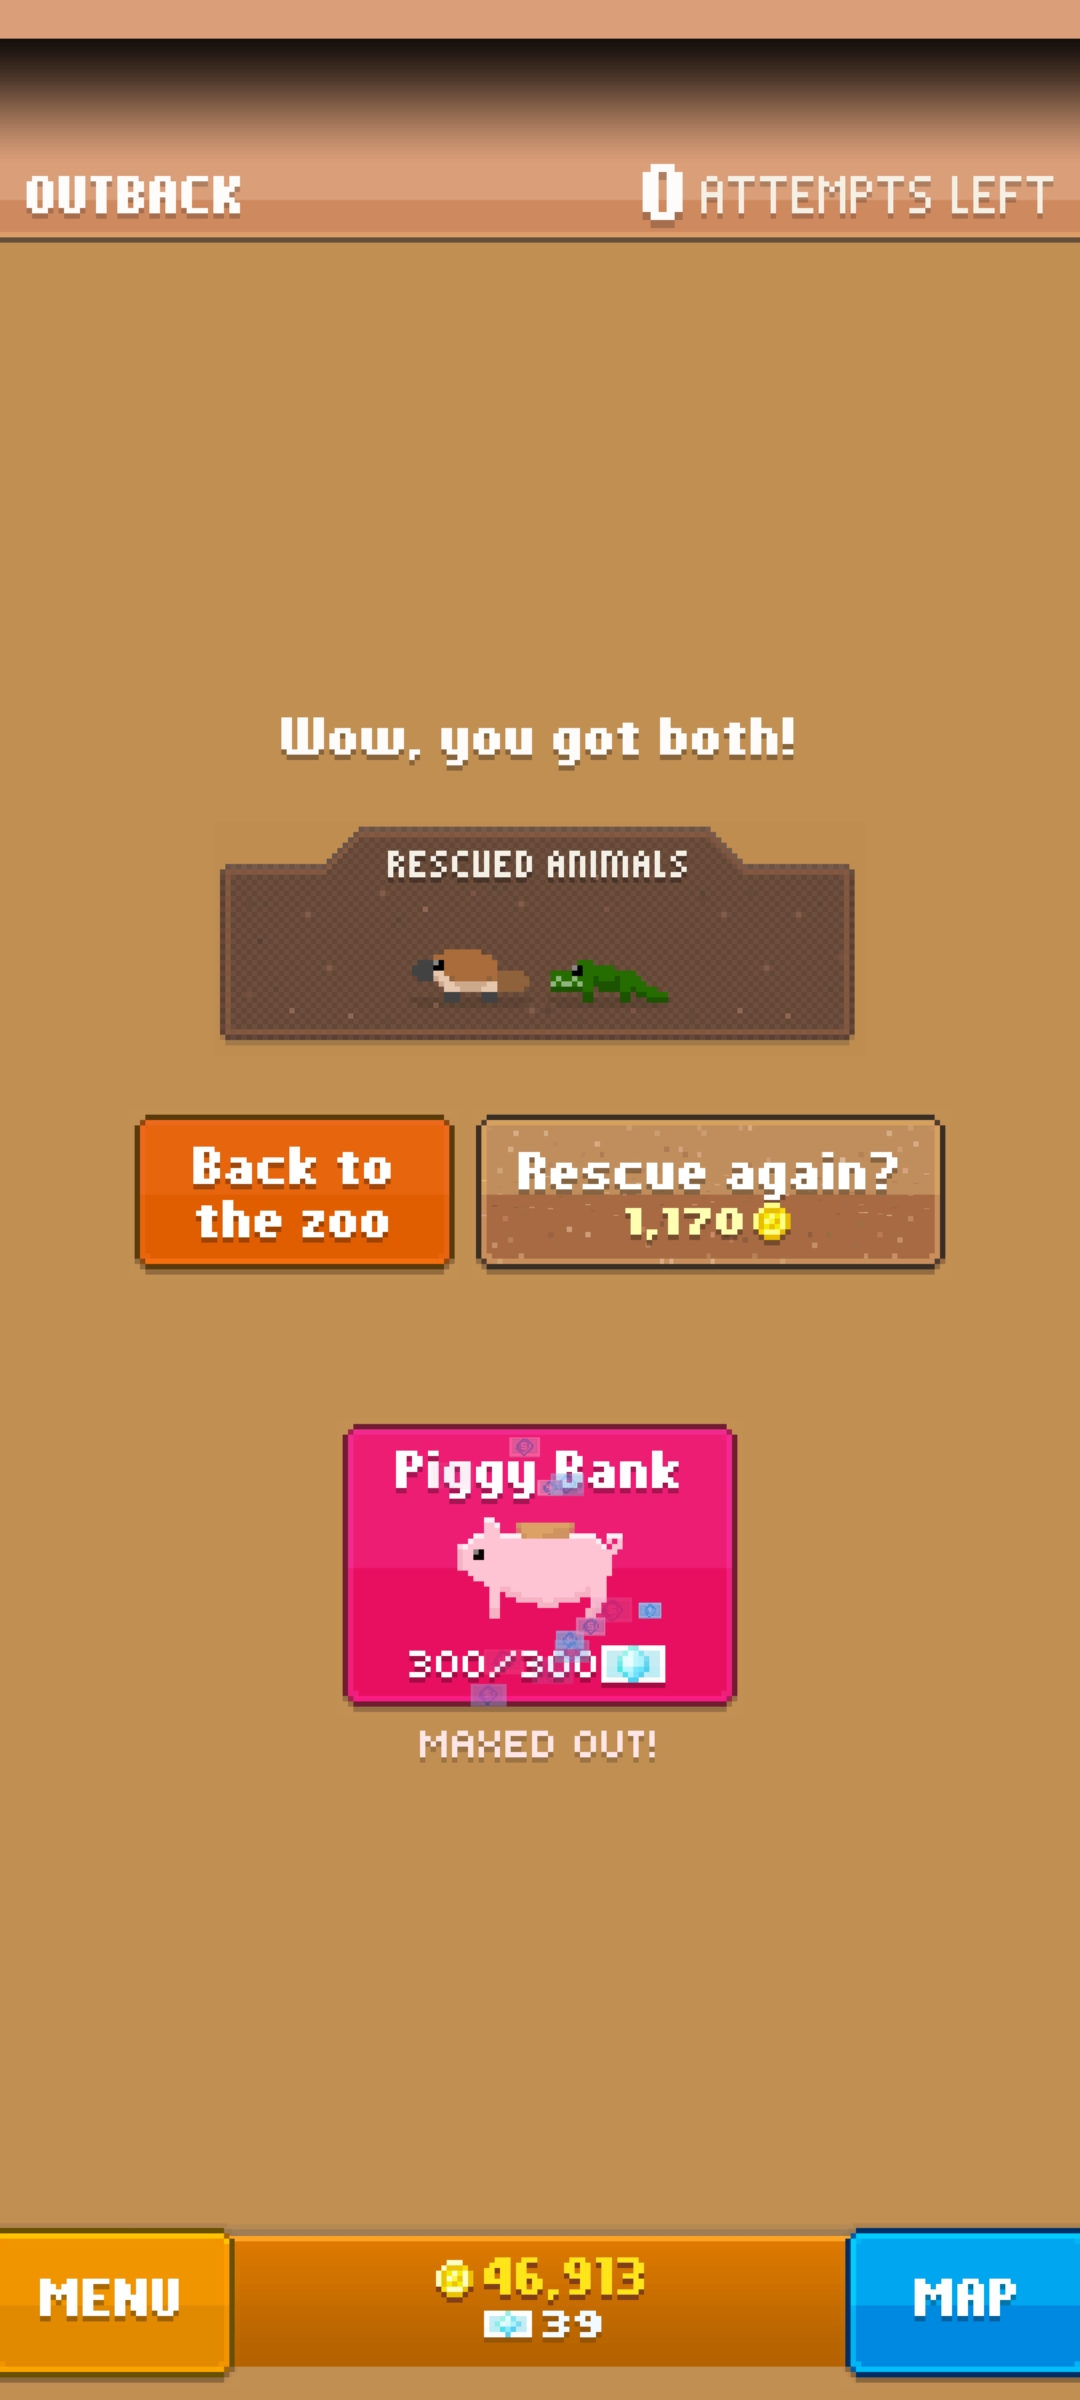 OUTBACK
0 ATTEMPTS LEFT
Wow, you got both!
RESCUED ANIMALS
Back to
the zoo
Rescue again?
1,170
Piggy Bank
300/300
MAXED OUT!
MENU
46,913
39
MAP